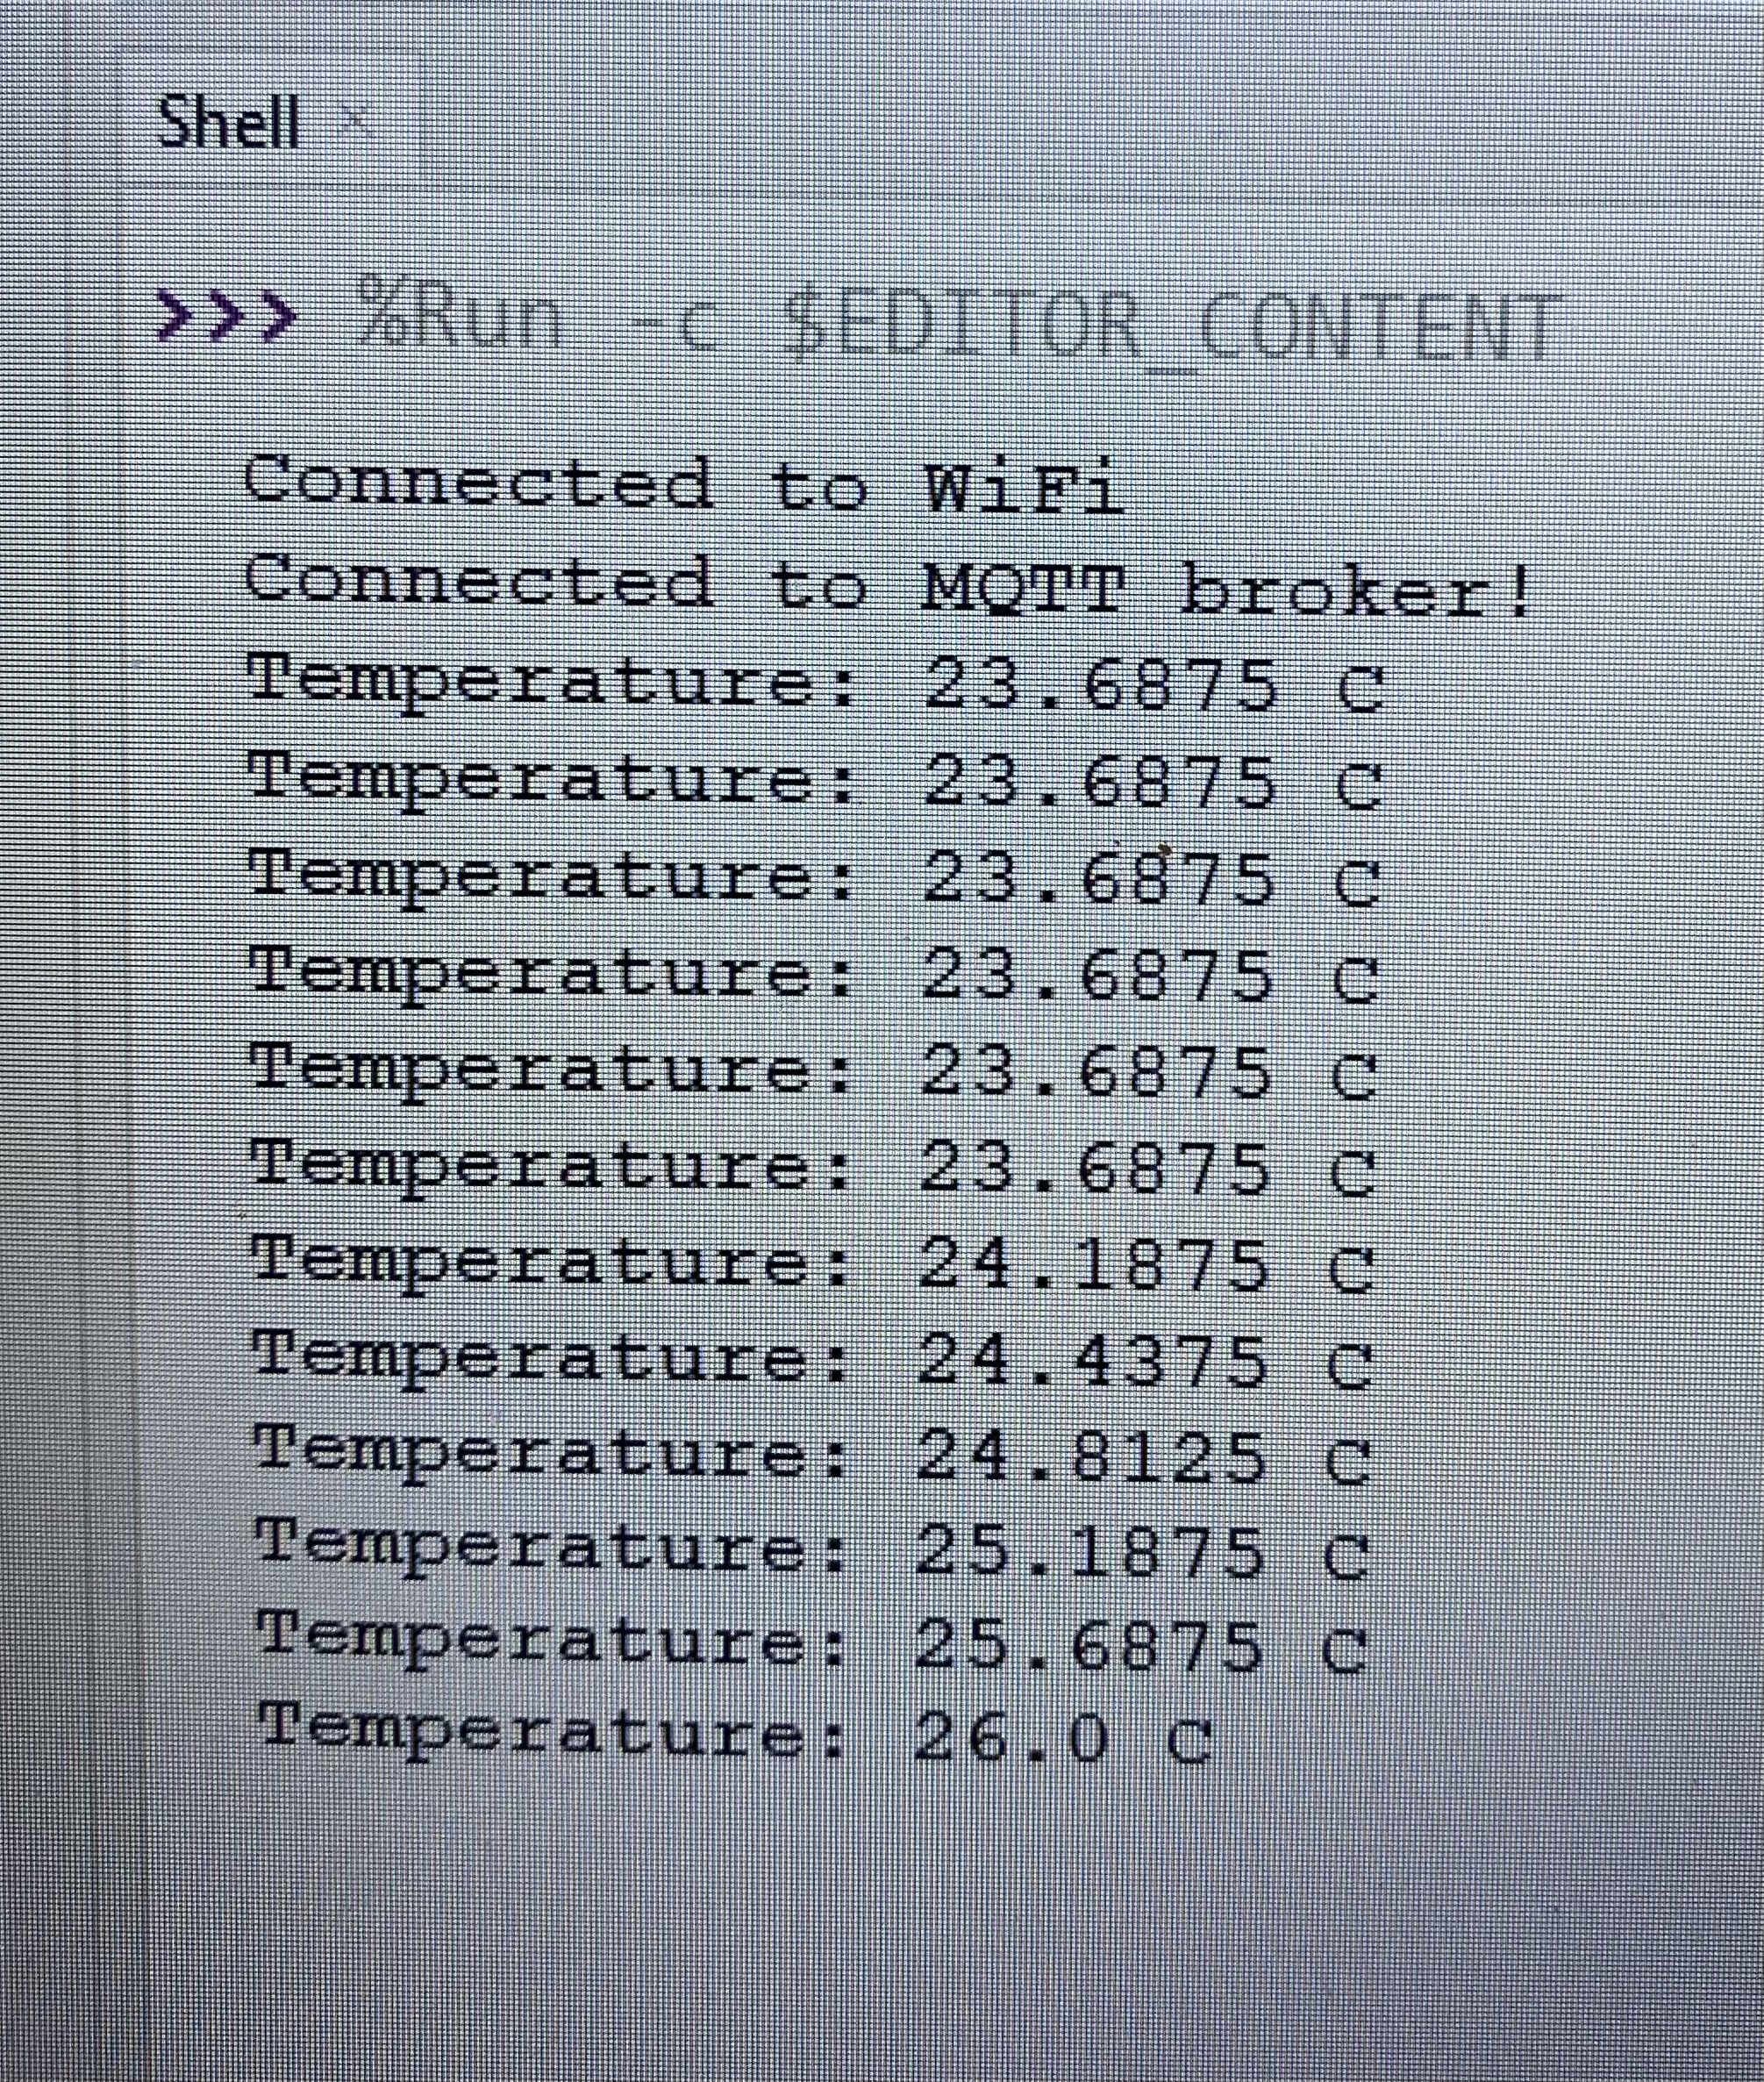 Shell ×
>>> %Run -c $EDITOR_CONTENT
Connected to WiFi
Connected to MQTT broker!
Temperature: 23.6875 C
Temperature: 23.6875 C
Temperature: 23.6875 C
Temperature: 23.6875 C
Temperature: 23.6875 C
Temperature: 23.6875 C
Temperature: 24.1875 C
Temperature: 24.4375 C
Temperature: 24.8125 C
Temperature: 25.1875 C
Temperature: 25.6875 C
Temperature: 26.0 C